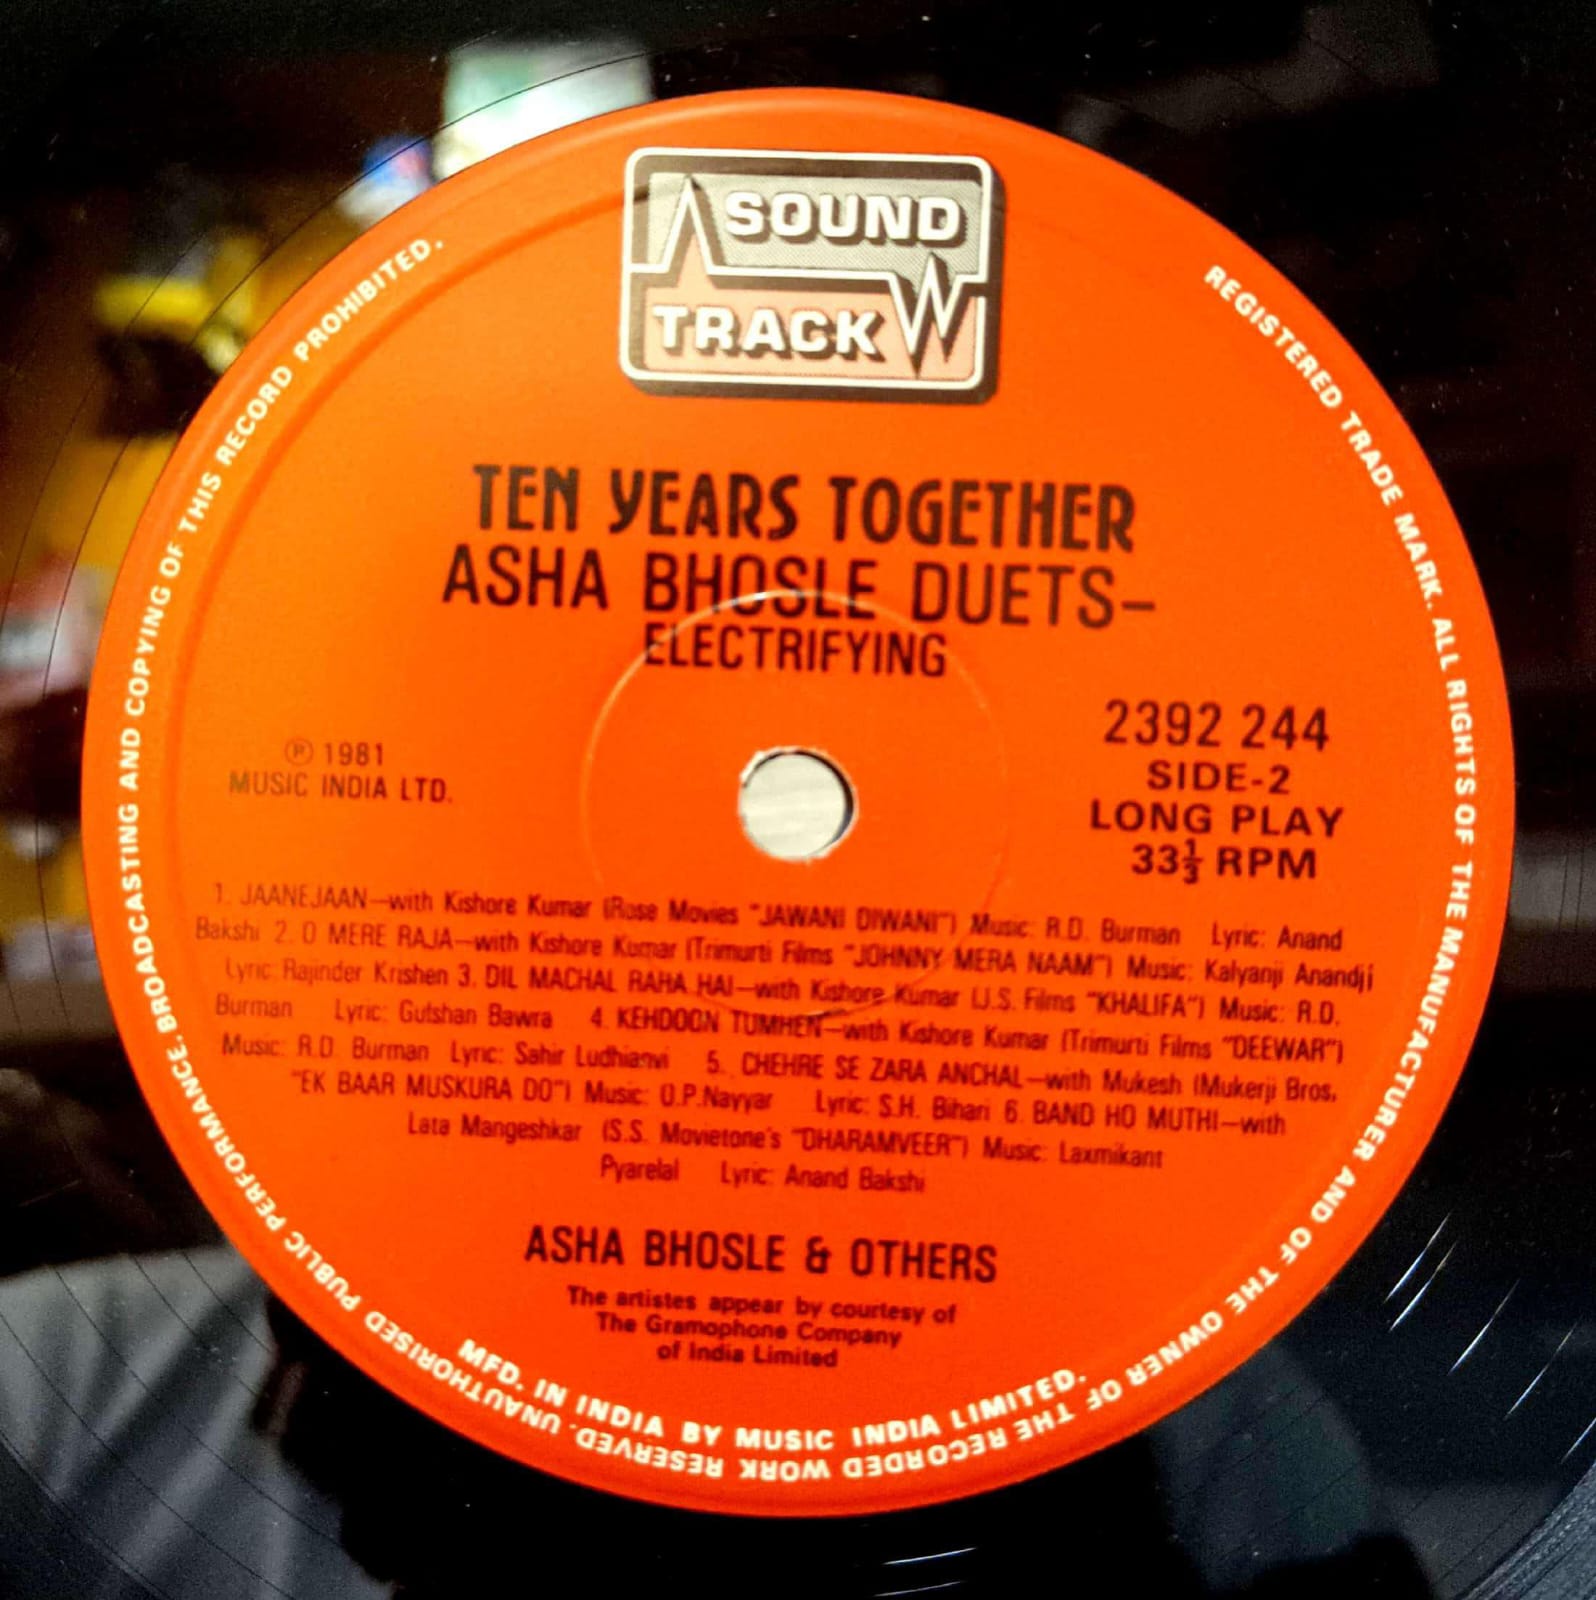 SOUND
TRACK
TEN YEARS TOGETHER
ASHA BHOSLE DUETS–
ELECTRIFYING
2392 244
SIDE-2
LONG PLAY
33⅓ RPM
℗ 1981
MUSIC INDIA LTD.
1. JAANEJAAN–with Kishore Kumar (Rose Movies "JAWANI DIWANI") Music: R.D. Burman Lyric: Anand
Bakshi 2. O MERE RAJA–with Kishore Kumar (Trimurti Films "JOHNNY MERA NAAM") Music: Kalyanji Anandji
Lyric: Rajinder Krishen 3. DIL MACHAL RAHA HAI–with Kishore Kumar (J.S. Films "KHALIFA") Music: R.D.
Burman Lyric: Gulshan Bawra 4. KEHDOON TUMHEN–with Kishore Kumar (Trimurti Films "DEEWAR")
Music: R.D. Burman Lyric: Sahir Ludhianvi 5. CHEHRE SE ZARA ANCHAL–with Mukesh (Mukerji Bros,
"EK BAAR MUSKURA DO") Music: O.P.Nayyar Lyric: S.H. Bihari 6. BAND HO MUTHI–with
Lata Mangeshkar (S.S. Movietone's "DHARAMVEER") Music: Laxmikant
Pyarelal Lyric: Anand Bakshi
ASHA BHOSLE & OTHERS
The artistes appear by courtesy of
The Gramophone Company
of India Limited
MFD. IN INDIA BY MUSIC INDIA LIMITED.
REGISTERED TRADE MARK. ALL RIGHTS OF THE MANUFACTURER AND OF THE OWNER OF THE RECORDED WORK RESERVED. UNAUTHORISED PUBLIC PERFORMANCE. BROADCASTING AND COPYING OF THIS RECORD PROHIBITED.